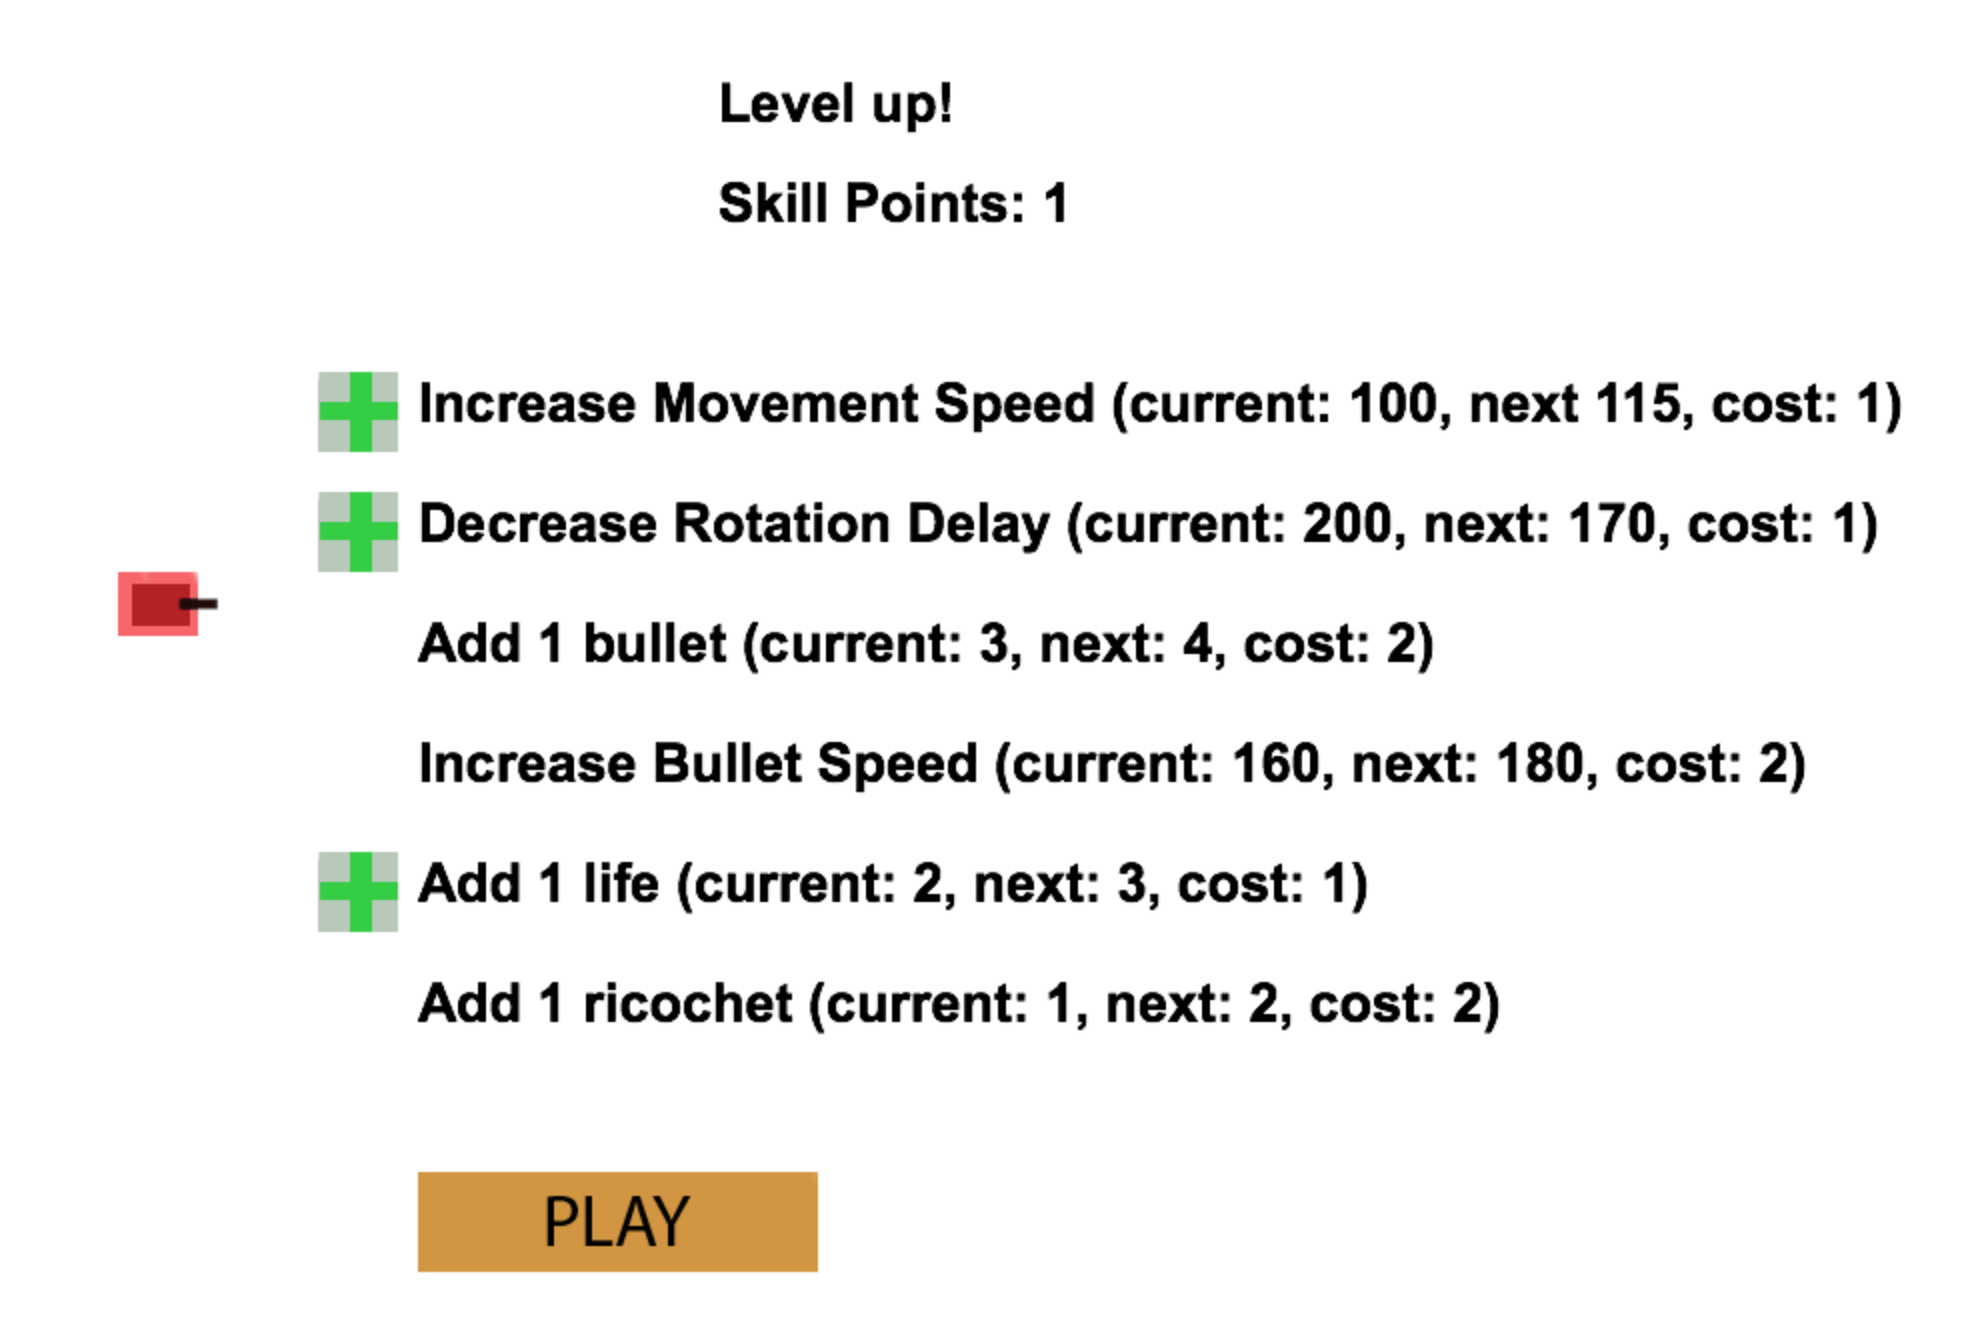 Level up!
Skill Points: 1
Increase Movement Speed (current: 100, next 115, cost: 1)
Decrease Rotation Delay (current: 200, next: 170, cost: 1)
Add 1 bullet (current: 3, next: 4, cost: 2)
Increase Bullet Speed (current: 160, next: 180, cost: 2)
Add 1 life (current: 2, next: 3, cost: 1)
Add 1 ricochet (current: 1, next: 2, cost: 2)
PLAY